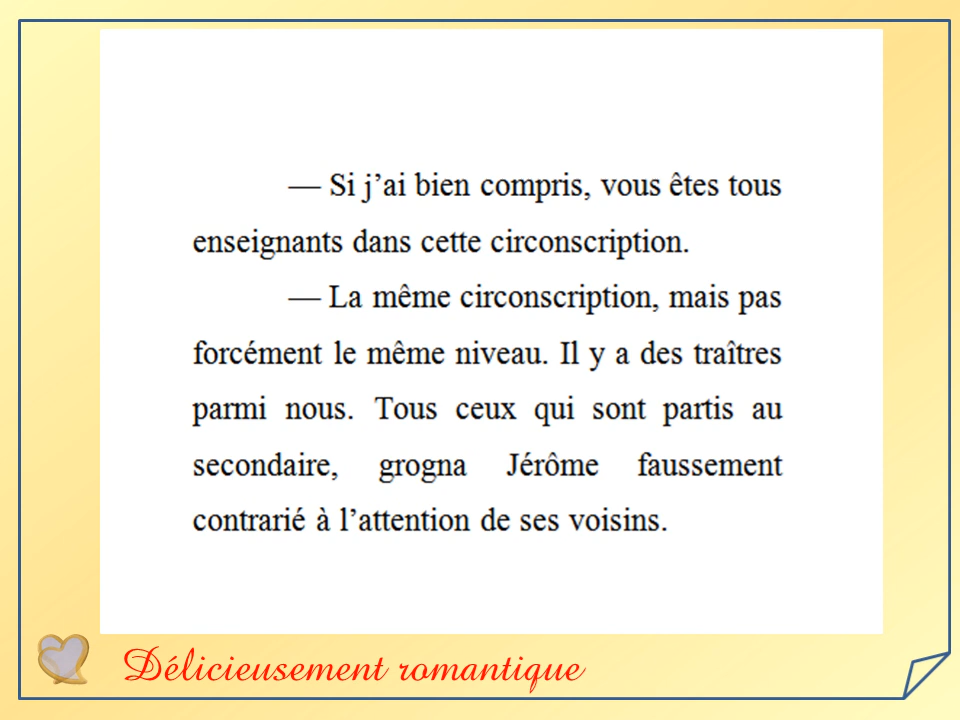 — Si j’ai bien compris, vous êtes tous
enseignants dans cette circonscription.
— La même circonscription, mais pas
forcément le même niveau. Il y a des traîtres
parmi nous. Tous ceux qui sont partis au
secondaire, grogna Jérôme faussement
contrarié à l’attention de ses voisins.
Délicieusement romantique